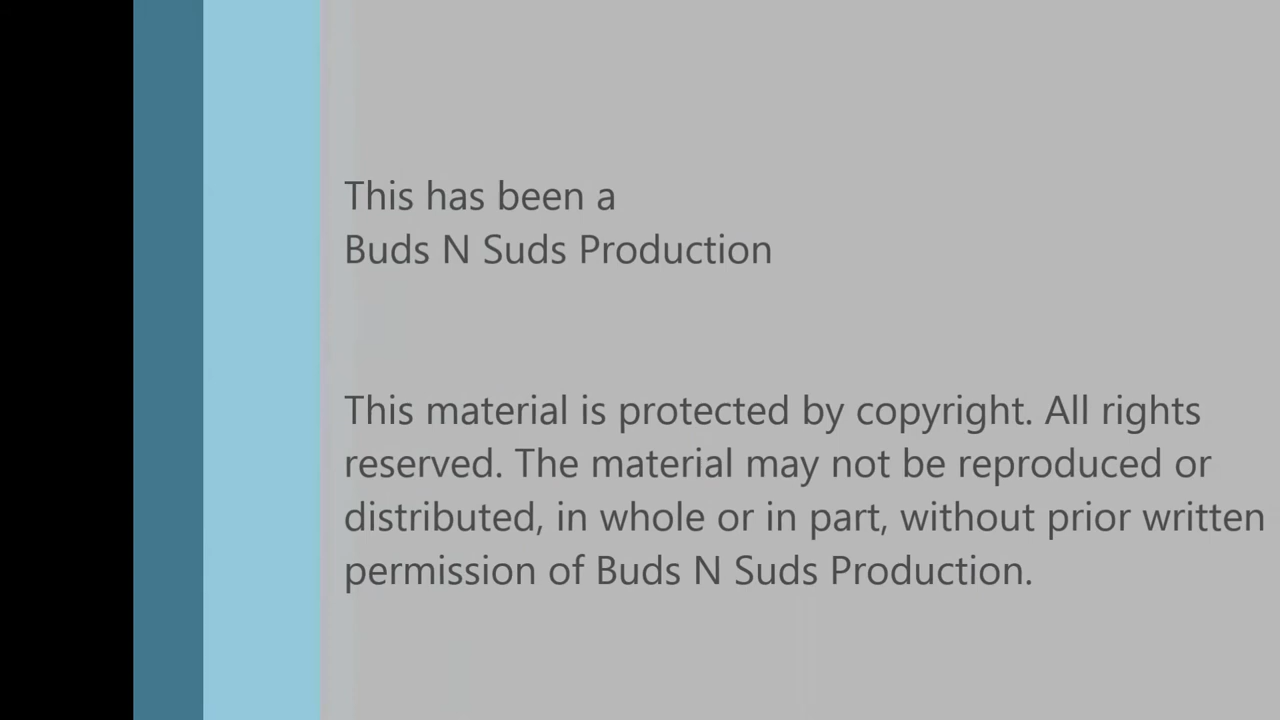 This has been a
Buds N Suds Production
This material is protected by copyright. All rights
reserved. The material may not be reproduced or
distributed, in whole or in part, without prior written
permission of Buds N Suds Production.